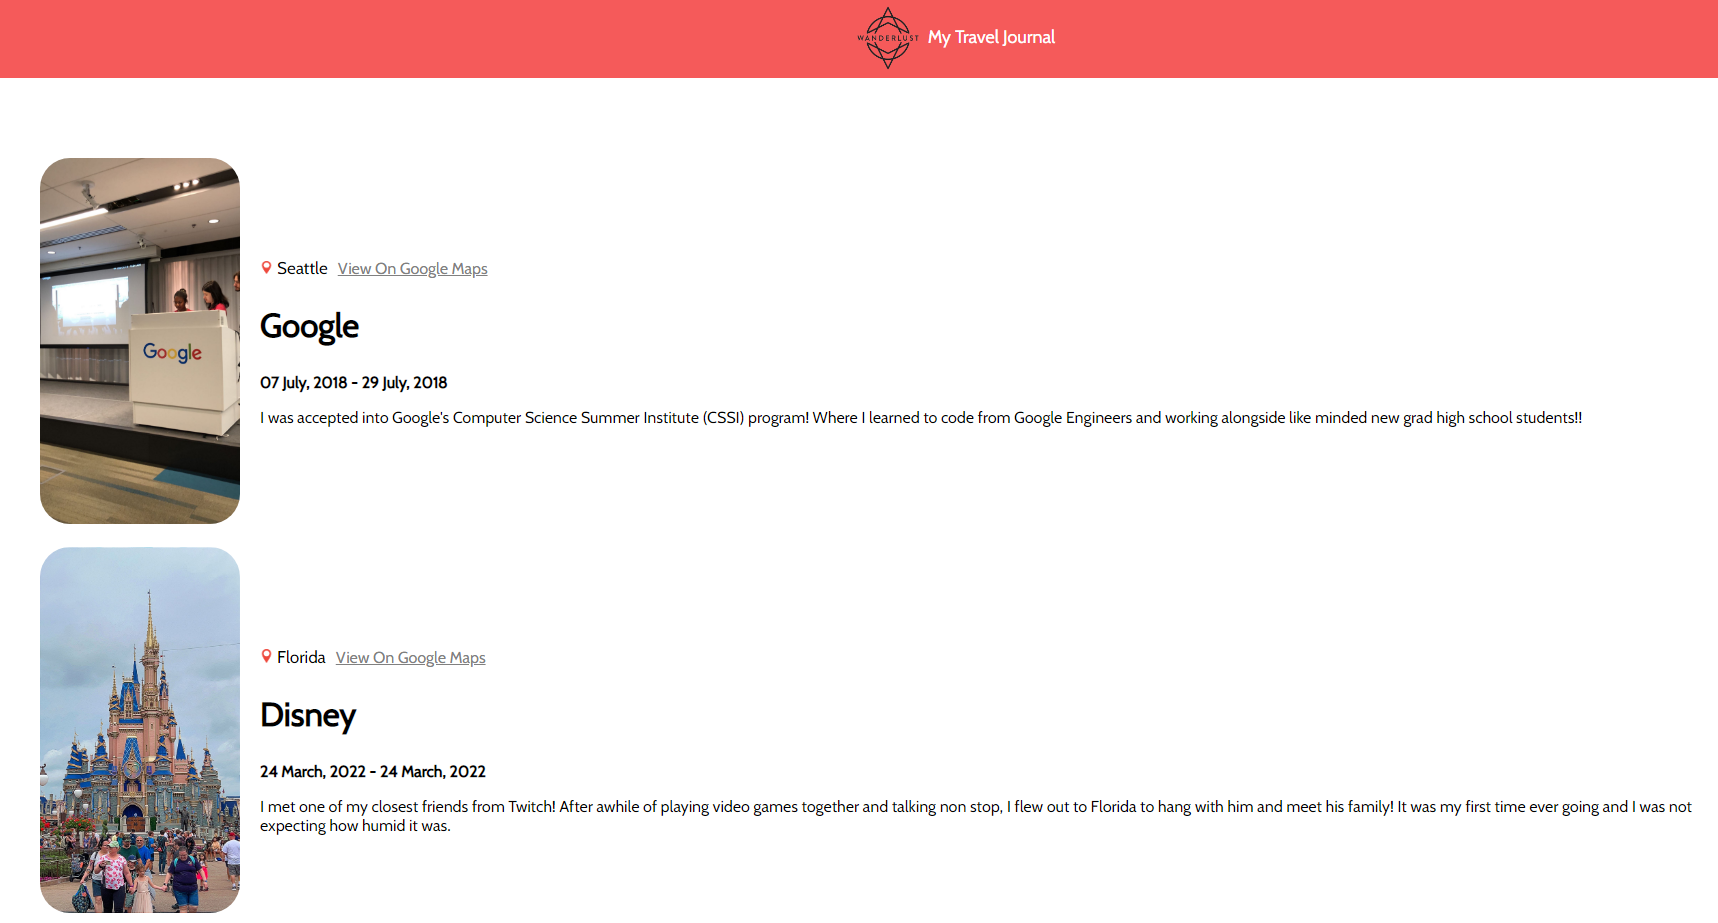 WANDERLUST My Travel Journal
Seattle View On Google Maps
Google
Google
07 July, 2018 - 29 July, 2018
I was accepted into Google's Computer Science Summer Institute (CSSI) program! Where I learned to code from Google Engineers and working alongside like minded new grad high school students!!
Florida View On Google Maps
Disney
24 March, 2022 - 24 March, 2022
I met one of my closest friends from Twitch! After awhile of playing video games together and talking non stop, I flew out to Florida to hang with him and meet his family! It was my first time ever going and I was not
expecting how humid it was.